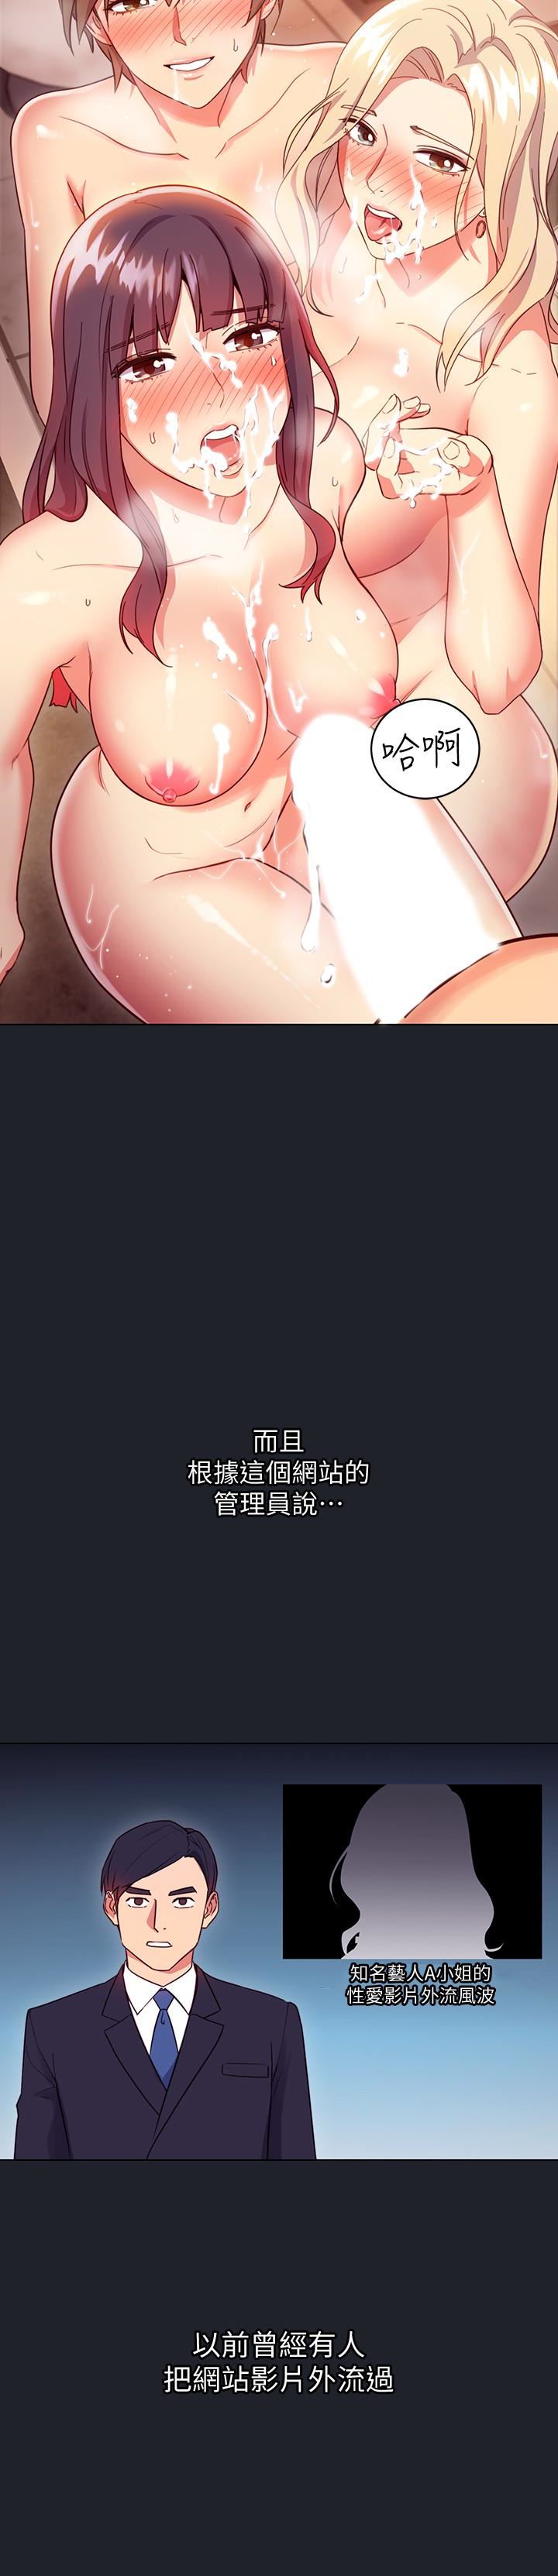 哈啊
而且
根據這個網站的
管理員說⋯
知名藝人A小姐的
性愛影片外流風波
以前曾經有人
把網站影片外流過